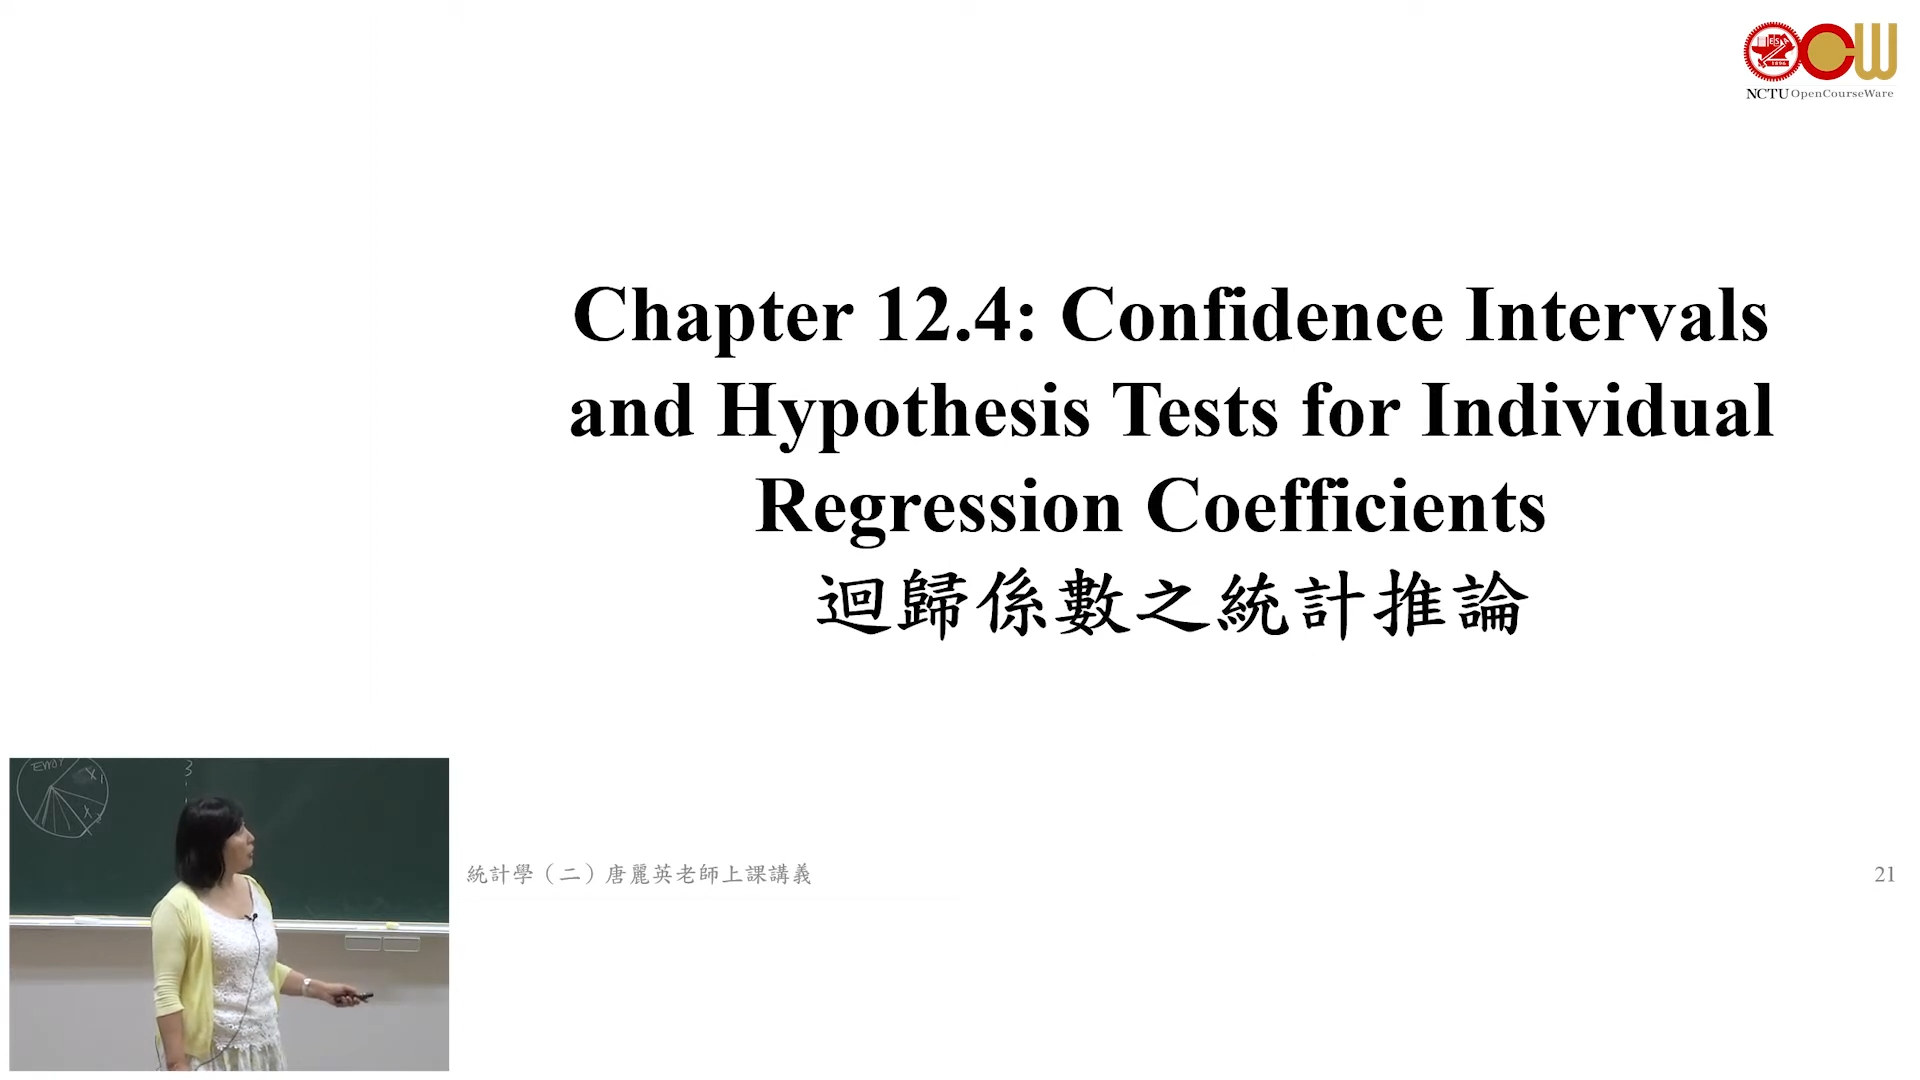 NCTU OpenCourseWare
Chapter 12.4: Confidence Intervals
and Hypothesis Tests for Individual
Regression Coefficients
迴歸係數之統計推論
Error
X1
X2
3
統計學（二）唐麗英老師上課講義
21